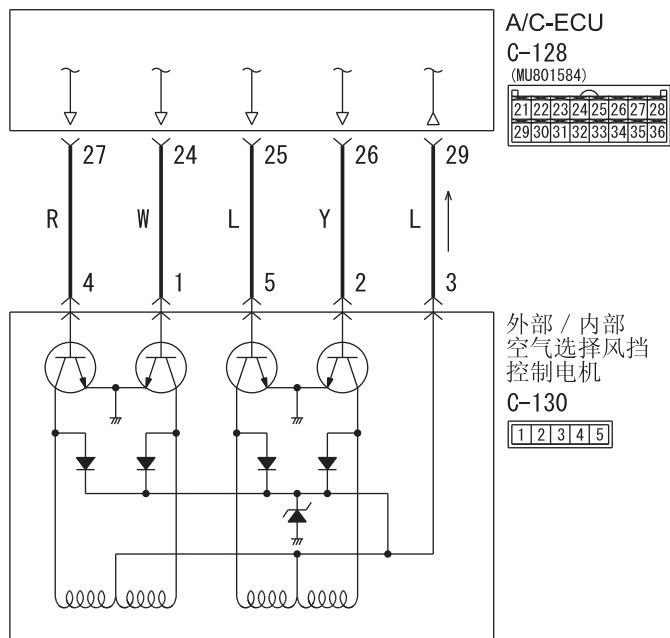 A/C-ECU
C-128
(MU801584)
21 22 23 24 25 26 27 28
29 30 31 32 33 34 35 36
27 24 25 26 29
R W L Y L
4 1 5 2 3
外部 / 内部
空气选择风挡
控制电机
C-130
1 2 3 4 5